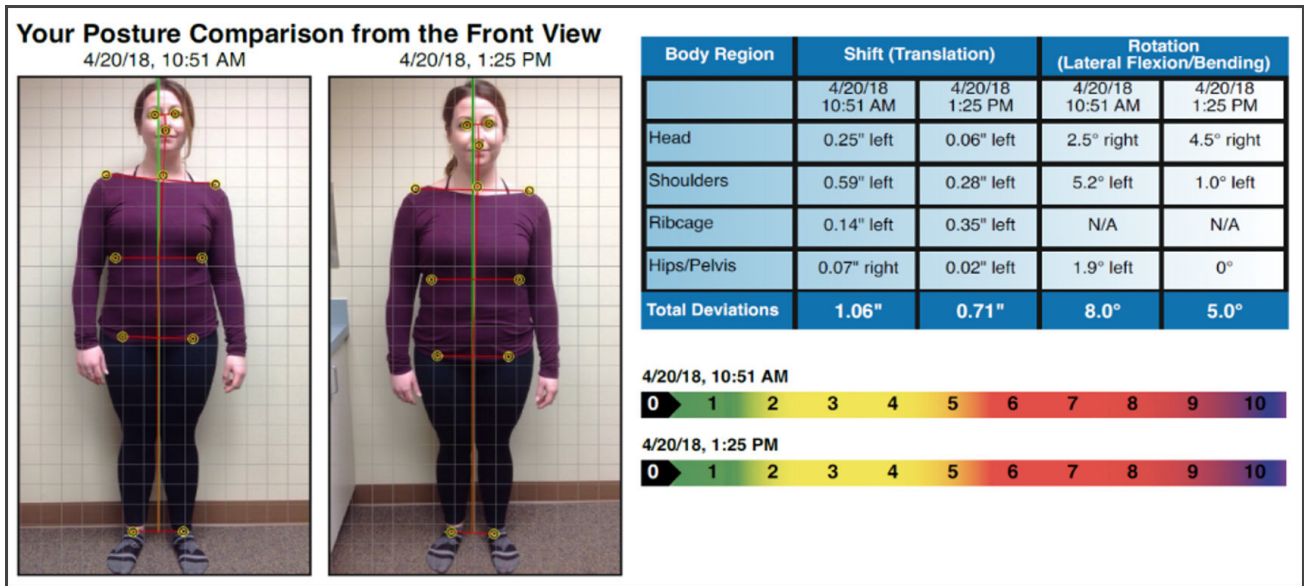 Your Posture Comparison from the Front View
4/20/18, 10:51 AM 4/20/18, 1:25 PM
Body Region Shift (Translation) Rotation
(Lateral Flexion/Bending)
4/20/18 4/20/18 4/20/18 4/20/18
10:51 AM 1:25 PM 10:51 AM 1:25 PM
Head 0.25" left 0.06" left 2.5° right 4.5° right
Shoulders 0.59" left 0.28" left 5.2° left 1.0° left
Ribcage 0.14" left 0.35" left N/A N/A
Hips/Pelvis 0.07" right 0.02" left 1.9° left 0°
Total Deviations 1.06" 0.71" 8.0° 5.0°
4/20/18, 10:51 AM
0 1 2 3 4 5 6 7 8 9 10
4/20/18, 1:25 PM
0 1 2 3 4 5 6 7 8 9 10